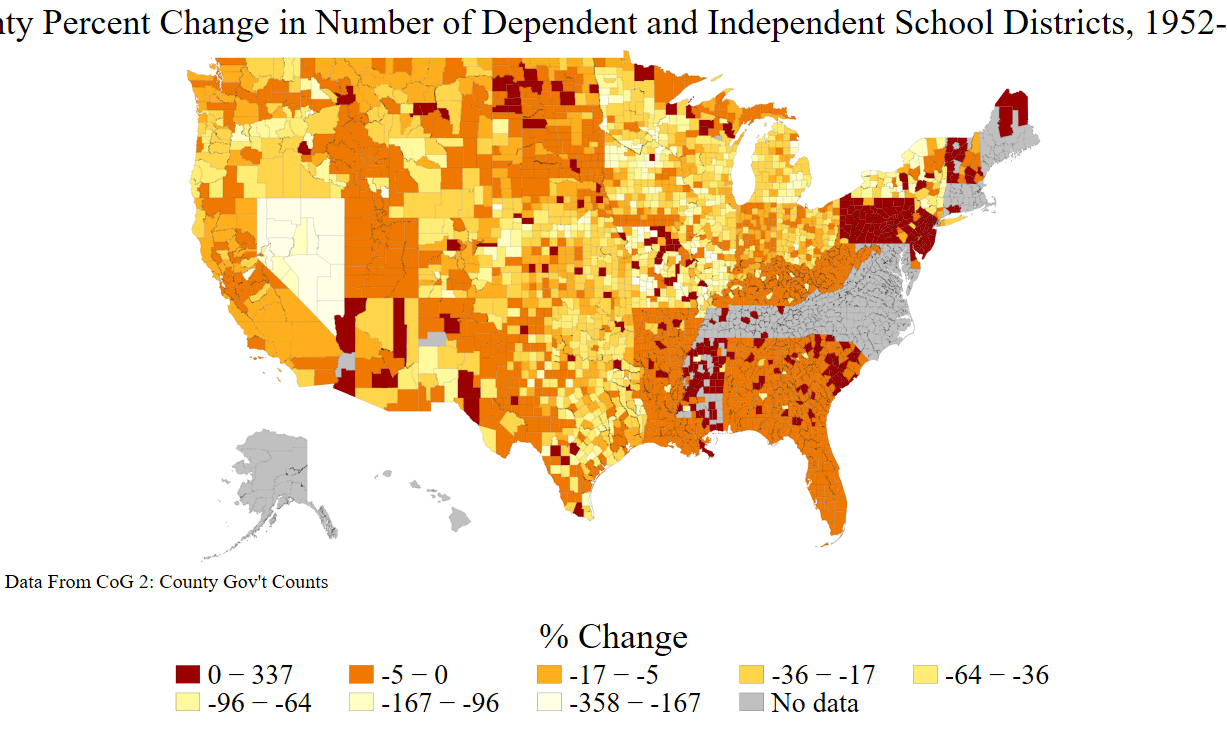 nty Percent Change in Number of Dependent and Independent School Districts, 1952-
Data From CoG 2: County Gov't Counts
% Change
0 − 337 -5 − 0 -17 − -5 -36 − -17 -64 − -36
-96 − -64 -167 − -96 -358 − -167 No data